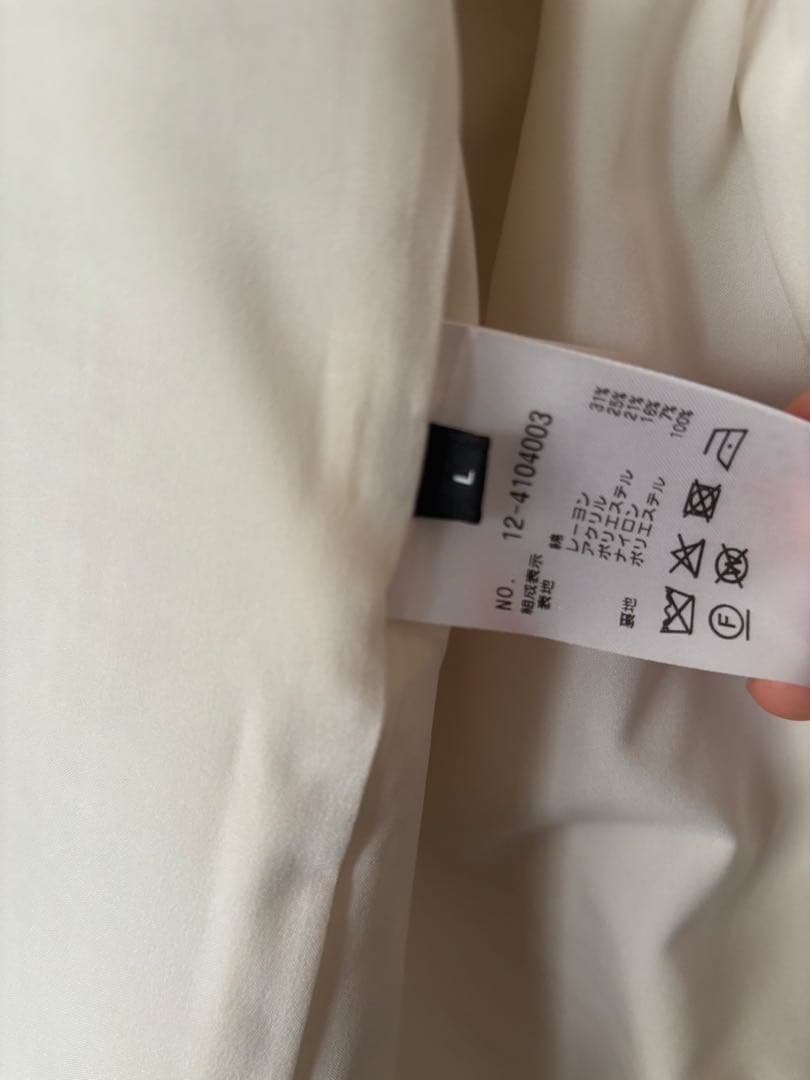 L
NO. 12-4104003
組成表示
表地 綿 31%
レーヨン 25%
アクリル 21%
ポリエステル 16%
ナイロン 7%
裏地 ポリエステル 100%
F W